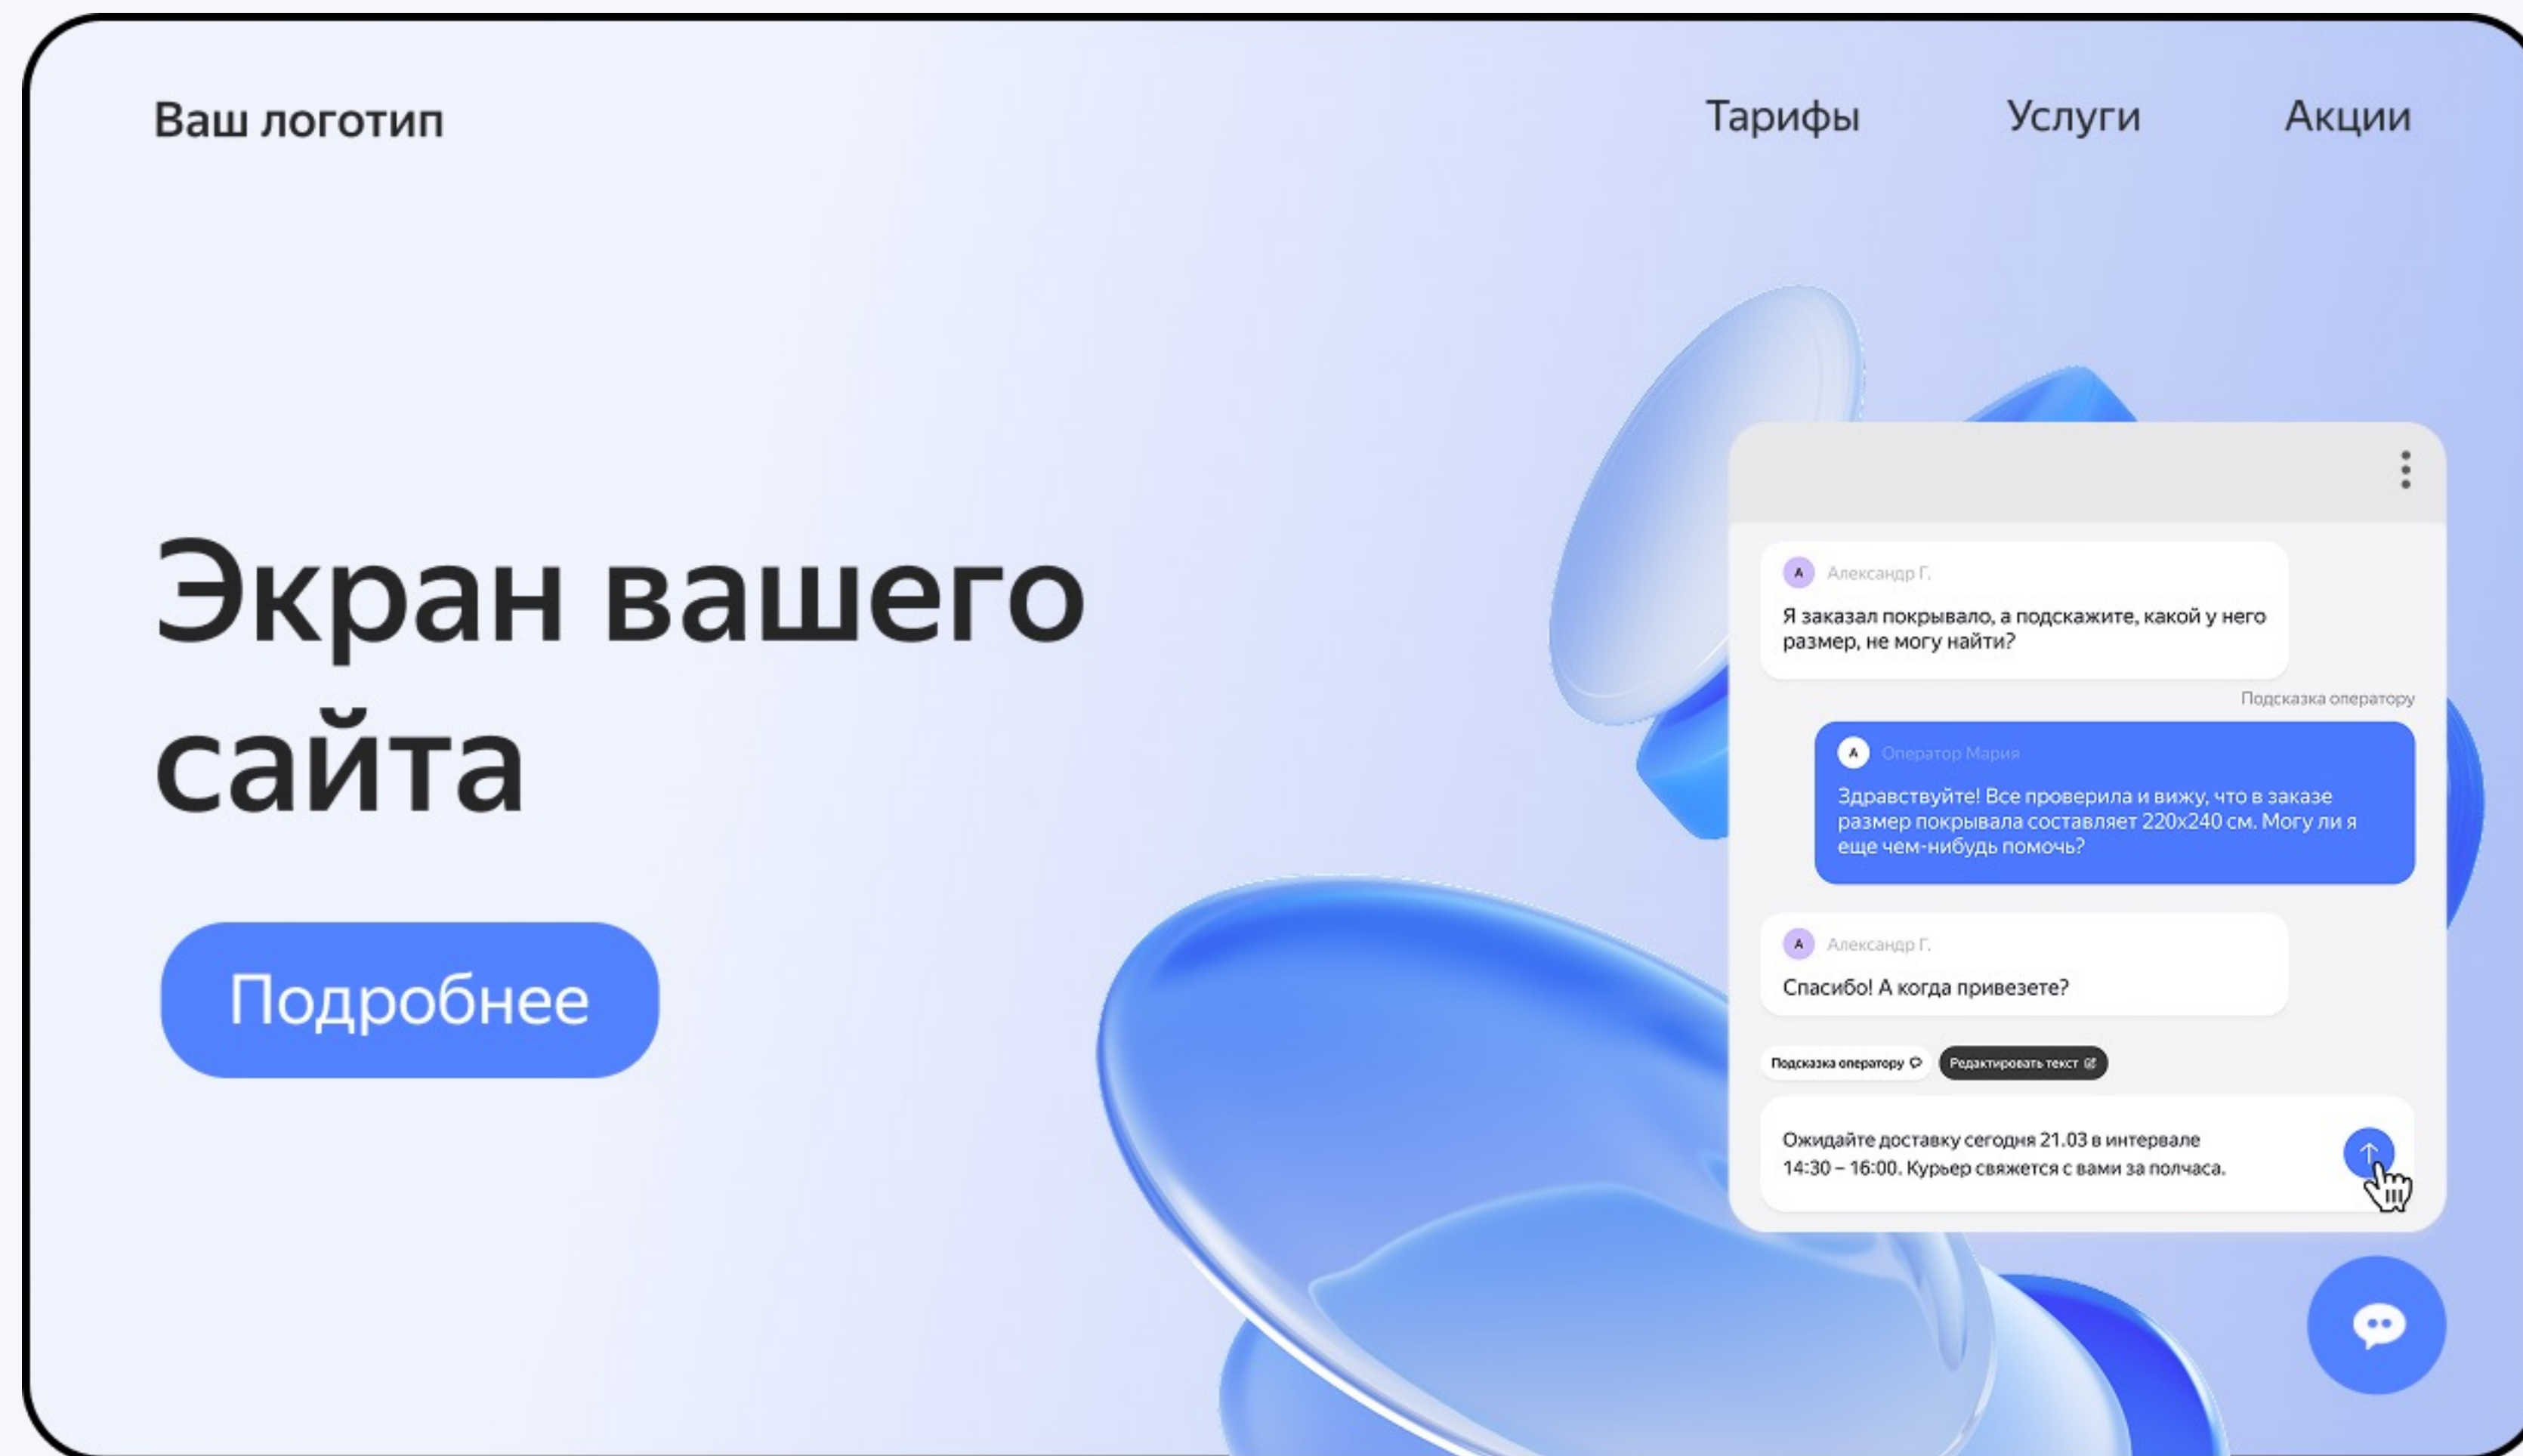 Ваш логотип
Тарифы
Услуги
Акции
Экран вашего
сайта
Подробнее
А Александр Г.
Я заказал покрывало, а подскажите, какой у него
размер, не могу найти?
Подсказка оператору
А Оператор Мария
Здравствуйте! Все проверила и вижу, что в заказе
размер покрывала составляет 220x240 см. Могу ли я
еще чем-нибудь помочь?
А Александр Г.
Спасибо! А когда привезете?
Подсказка оператору
Редактировать текст
Ожидайте доставку сегодня 21.03 в интервале
14:30 – 16:00. Курьер свяжется с вами за полчаса.